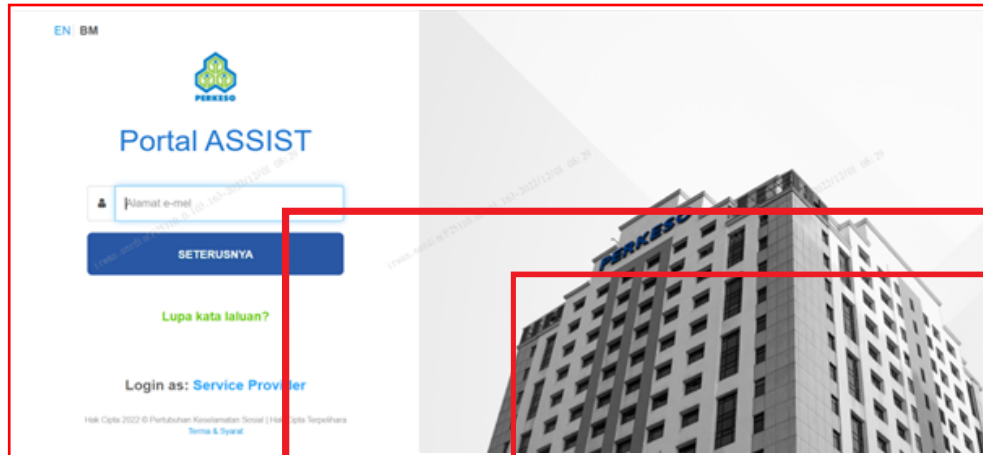 EN BM
PERKESO
Portal ASSIST
Alamat e-mel
SETERUSNYA
Lupa kata laluan?
Login as: Service Provider
Hak Cipta 2022 © Pertubuhan Keselamatan Sosial | Hak Cipta Terpelihara
Terma & Syarat
PERKESO